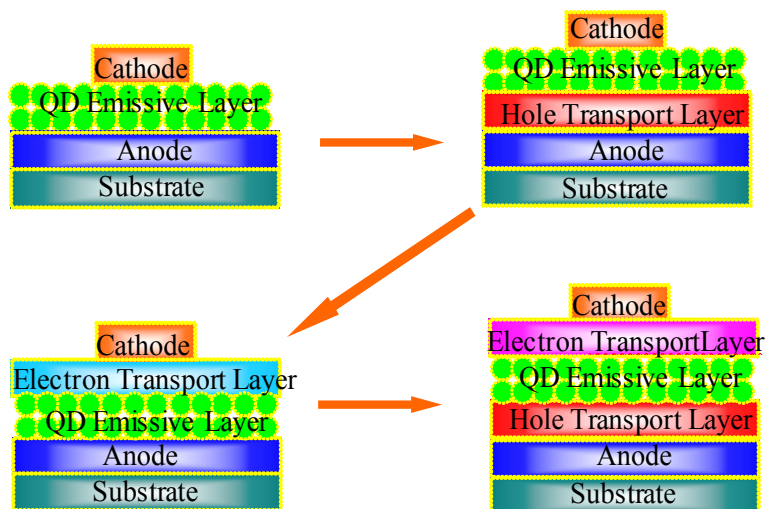 Cathode
QD Emissive Layer
Anode
Substrate
Cathode
QD Emissive Layer
Hole Transport Layer
Anode
Substrate
Cathode
Electron Transport Layer
QD Emissive Layer
Anode
Substrate
Cathode
Electron TransportLayer
QD Emissive Layer
Hole Transport Layer
Anode
Substrate